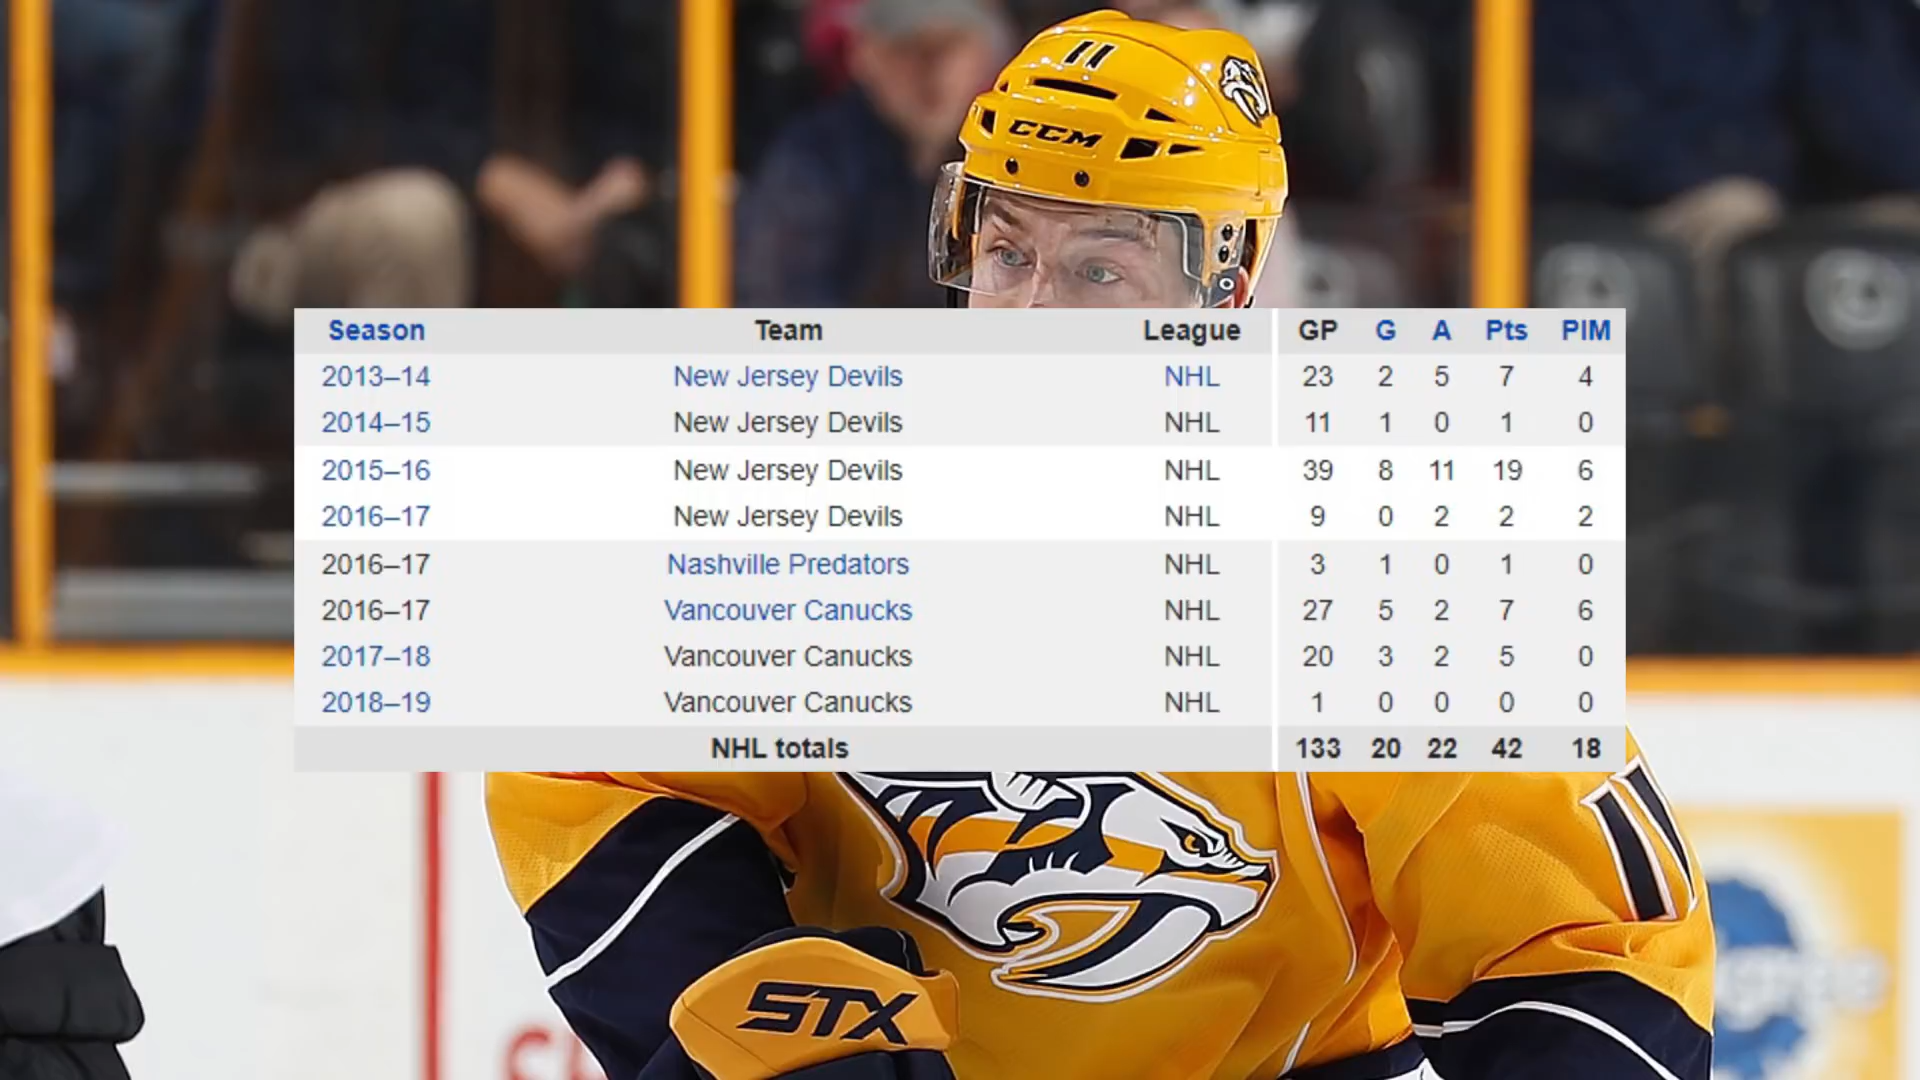 11
CCM
Season Team League GP G A Pts PIM
2013–14 New Jersey Devils NHL 23 2 5 7 4
2014–15 New Jersey Devils NHL 11 1 0 1 0
2015–16 New Jersey Devils NHL 39 8 11 19 6
2016–17 New Jersey Devils NHL 9 0 2 2 2
2016–17 Nashville Predators NHL 3 1 0 1 0
2016–17 Vancouver Canucks NHL 27 5 2 7 6
2017–18 Vancouver Canucks NHL 20 3 2 5 0
2018–19 Vancouver Canucks NHL 1 0 0 0 0
NHL totals 133 20 22 42 18
11
STX